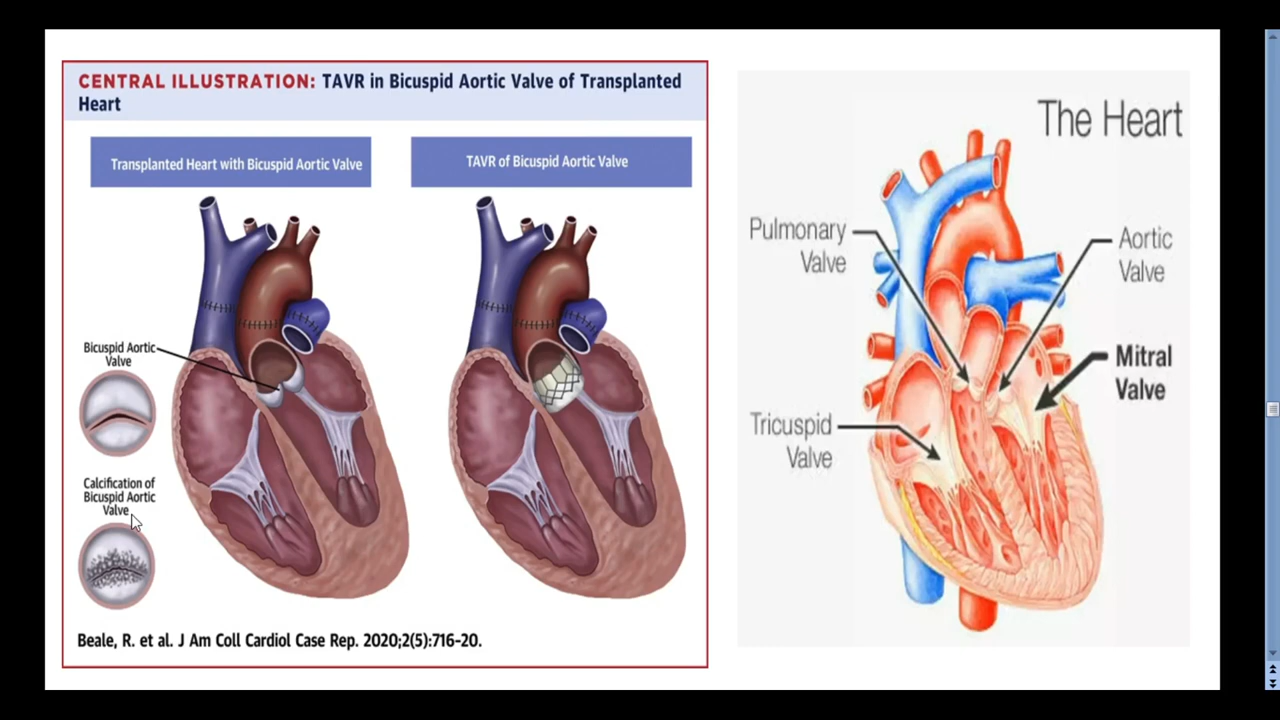 CENTRAL ILLUSTRATION: TAVR in Bicuspid Aortic Valve of Transplanted
Heart
Transplanted Heart with Bicuspid Aortic Valve
TAVR of Bicuspid Aortic Valve
Bicuspid Aortic
Valve
Calcification of
Bicuspid Aortic
Valve
Beale, R. et al. J Am Coll Cardiol Case Rep. 2020;2(5):716-20.
The Heart
Pulmonary
Valve
Aortic
Valve
Mitral
Valve
Tricuspid
Valve